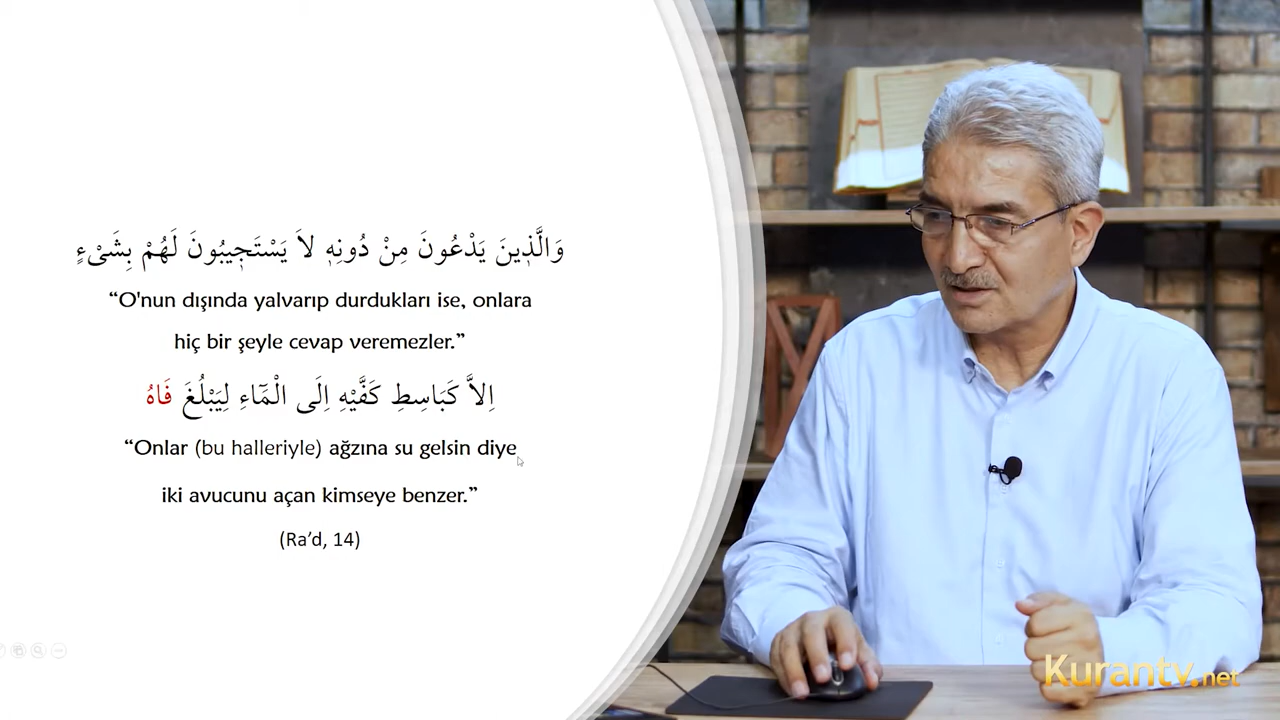 وَالَّذ۪ينَ يَدْعُونَ مِنْ دُونِه۪ لاَ يَسْتَج۪يبُونَ لَهُمْ بِشَىْءٍ
“O'nun dışında yalvarıp durdukları ise, onlara
hiç bir şeyle cevap veremezler.”
اِلاَّ كَبَاسِطِ كَفَّيْهِ اِلَى الْمَٓاءِ لِيَبْلُغَ فَاهُ
“Onlar (bu halleriyle) ağzına su gelsin diye
iki avucunu açan kimseye benzer.”
(Ra’d, 14)
Kurantv.net